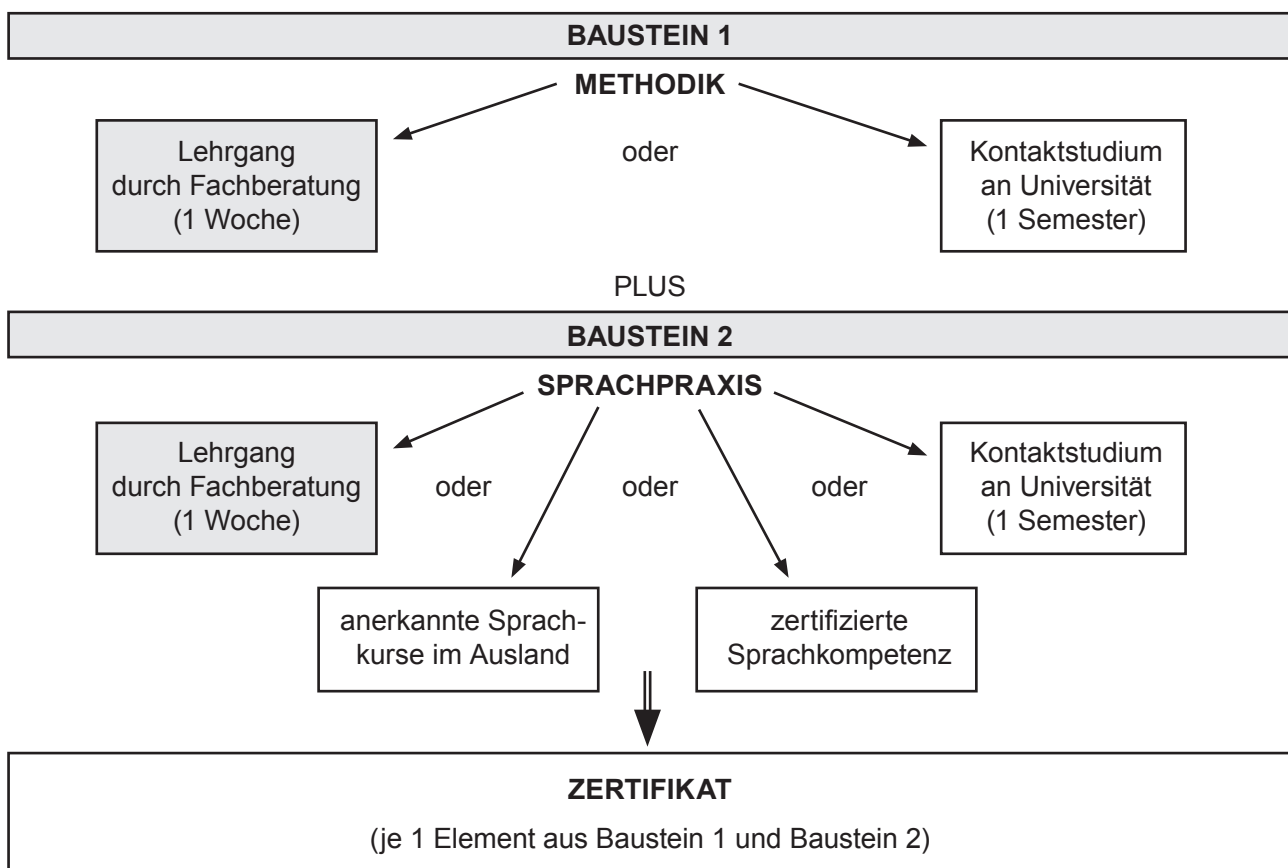 BAUSTEIN 1
METHODIK
Lehrgang
durch Fachberatung
(1 Woche)
oder
Kontaktstudium
an Universität
(1 Semester)
PLUS
BAUSTEIN 2
SPRACHPRAXIS
Lehrgang
durch Fachberatung
(1 Woche)
oder
oder
oder
Kontaktstudium
an Universität
(1 Semester)
anerkannte Sprach-
kurse im Ausland
zertifizierte
Sprachkompetenz
ZERTIFIKAT
(je 1 Element aus Baustein 1 und Baustein 2)